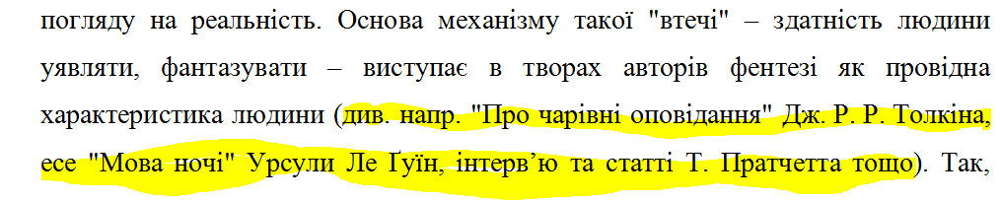 погляду на реальність. Основа механізму такої "втечі" – здатність людини
уявляти, фантазувати – виступає в творах авторів фентезі як провідна
характеристика людини (див. напр. "Про чарівні оповідання" Дж. Р. Р. Толкіна,
есе "Мова ночі" Урсули Ле Ґуїн, інтерв’ю та статті Т. Пратчетта тощо). Так,